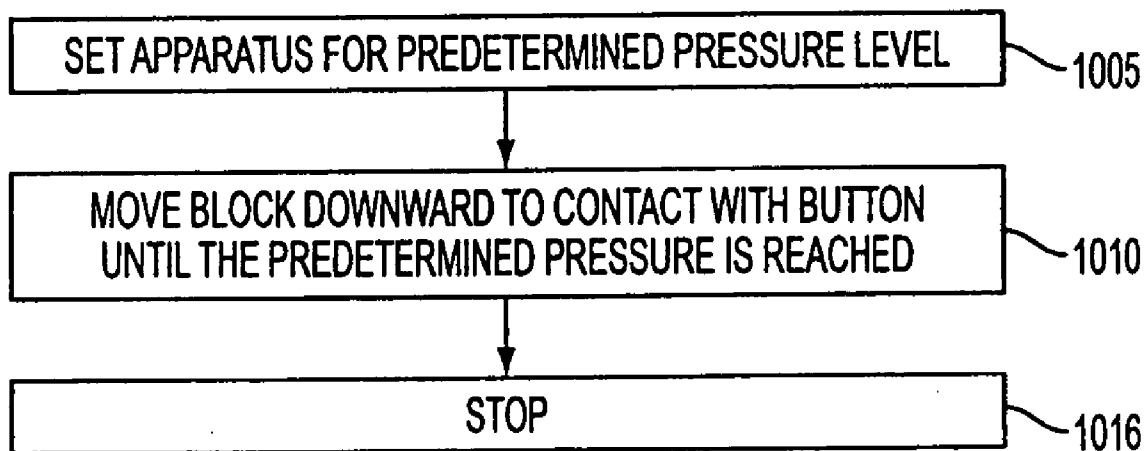 SET APPARATUS FOR PREDETERMINED PRESSURE LEVEL
1005
MOVE BLOCK DOWNWARD TO CONTACT WITH BUTTON
UNTIL THE PREDETERMINED PRESSURE IS REACHED
1010
STOP
1016